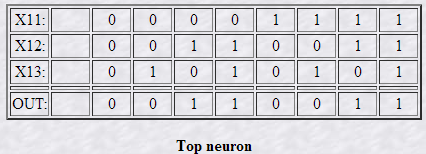 X11: 0 0 0 0 1 1 1 1
X12: 0 0 1 1 0 0 1 1
X13: 0 1 0 1 0 1 0 1
OUT: 0 0 1 1 0 0 1 1
Top neuron